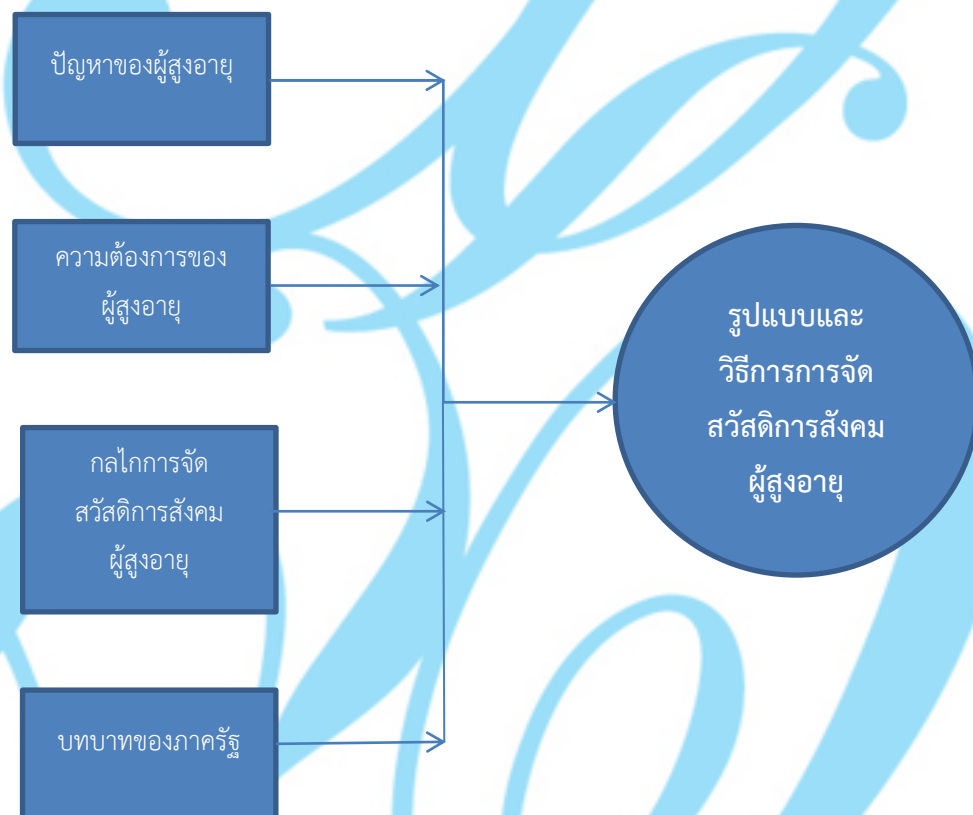 ปัญหาของผู้สูงอายุ
ความต้องการของ
ผู้สูงอายุ
กลไกการจัด
สวัสดิการสังคม
ผู้สูงอายุ
บทบาทของภาครัฐ
รูปแบบและ
วิธีการการจัด
สวัสดิการสังคม
ผู้สูงอายุ